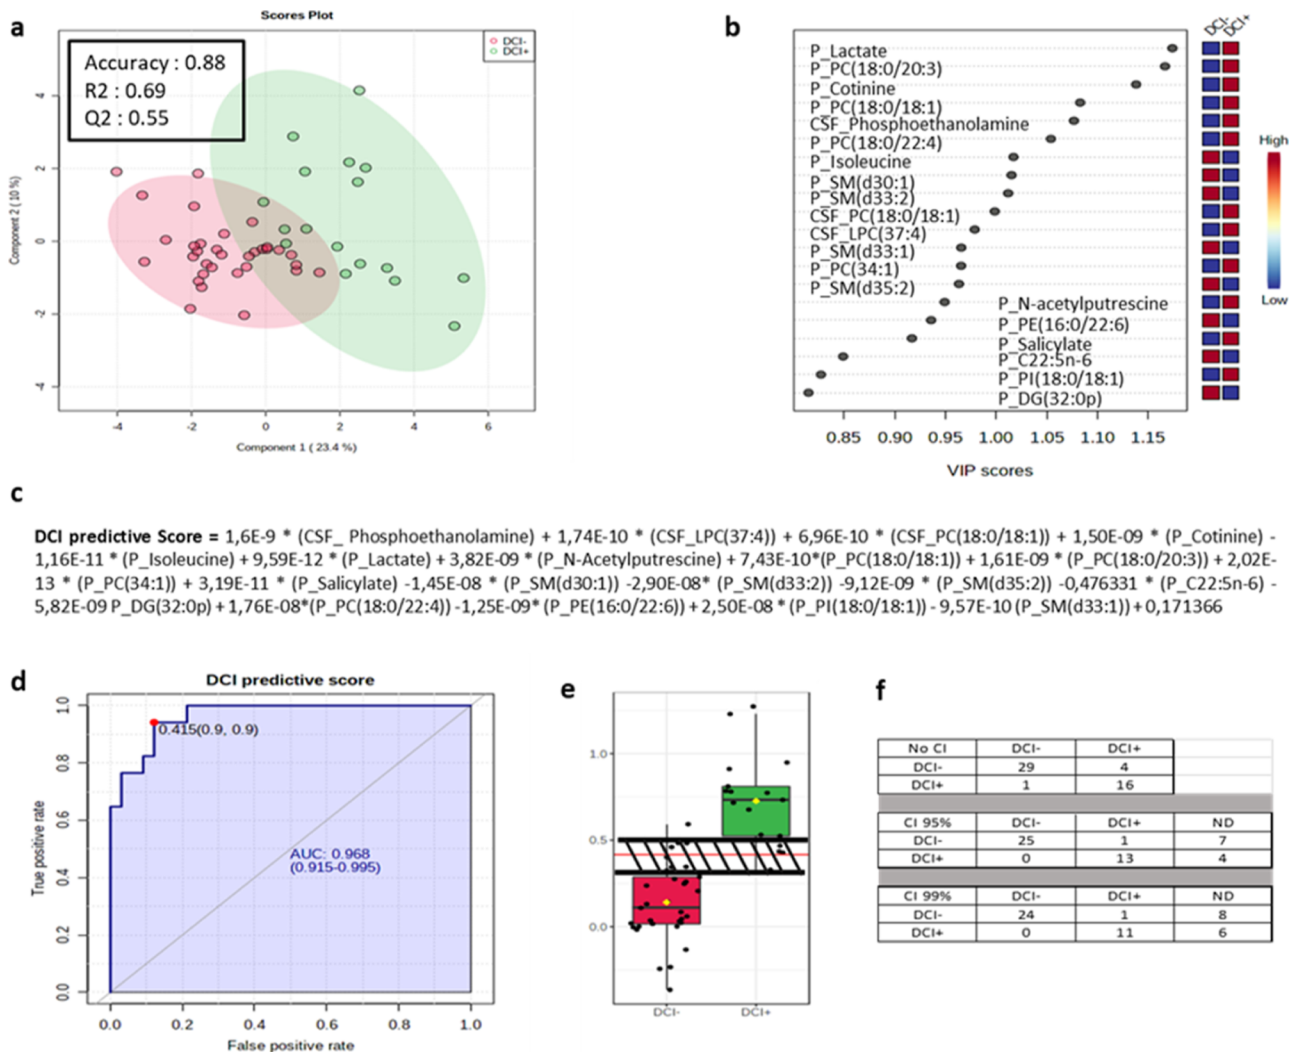 a
Scores Plot
Accuracy : 0.88
R2 : 0.69
Q2 : 0.55
DCI-
DCI+
Component 2 ( 10 %)
4
2
0
-2
-4
-4 -2 0 2 4 6
Component 1 ( 23.4 %)
b
DCI- DCI+
P_Lactate
P_PC(18:0/20:3)
P_Cotinine
P_PC(18:0/18:1)
CSF_Phosphoethanolamine
P_PC(18:0/22:4)
P_Isoleucine
P_SM(d30:1)
P_SM(d33:2)
CSF_PC(18:0/18:1)
CSF_LPC(37:4)
P_SM(d33:1)
P_PC(34:1)
P_SM(d35:2)
P_N-acetylputrescine
P_PE(16:0/22:6)
P_Salicylate
P_C22:5n-6
P_PI(18:0/18:1)
P_DG(32:0p)
High
Low
0.85 0.90 0.95 1.00 1.05 1.10 1.15
VIP scores
c
DCI predictive Score = 1,6E-9 * (CSF_ Phosphoethanolamine) + 1,74E-10 * (CSF_LPC(37:4)) + 6,96E-10 * (CSF_PC(18:0/18:1)) + 1,50E-09 * (P_Cotinine) -
1,16E-11 * (P_Isoleucine) + 9,59E-12 * (P_Lactate) + 3,82E-09 * (P_N-Acetylputrescine) + 7,43E-10*(P_PC(18:0/18:1)) + 1,61E-09 * (P_PC(18:0/20:3)) + 2,02E-
13 * (P_PC(34:1)) + 3,19E-11 * (P_Salicylate) -1,45E-08 * (P_SM(d30:1)) -2,90E-08* (P_SM(d33:2)) -9,12E-09 * (P_SM(d35:2)) -0,476331 * (P_C22:5n-6) -
5,82E-09 P_DG(32:0p) + 1,76E-08*(P_PC(18:0/22:4)) -1,25E-09* (P_PE(16:0/22:6)) + 2,50E-08 * (P_PI(18:0/18:1)) - 9,57E-10 (P_SM(d33:1)) + 0,171366
d
DCI predictive score
True positive rate
1.0
0.8
0.6
0.4
0.2
0.0
0.415(0.9, 0.9)
AUC: 0.968
(0.915-0.995)
0.0 0.2 0.4 0.6 0.8 1.0
False positive rate
e
1.0
0.5
0.0
DCI- DCI+
f
No CI DCI- DCI+
DCI- 29 4
DCI+ 1 16
CI 95% DCI- DCI+ ND
DCI- 25 1 7
DCI+ 0 13 4
CI 99% DCI- DCI+ ND
DCI- 24 1 8
DCI+ 0 11 6